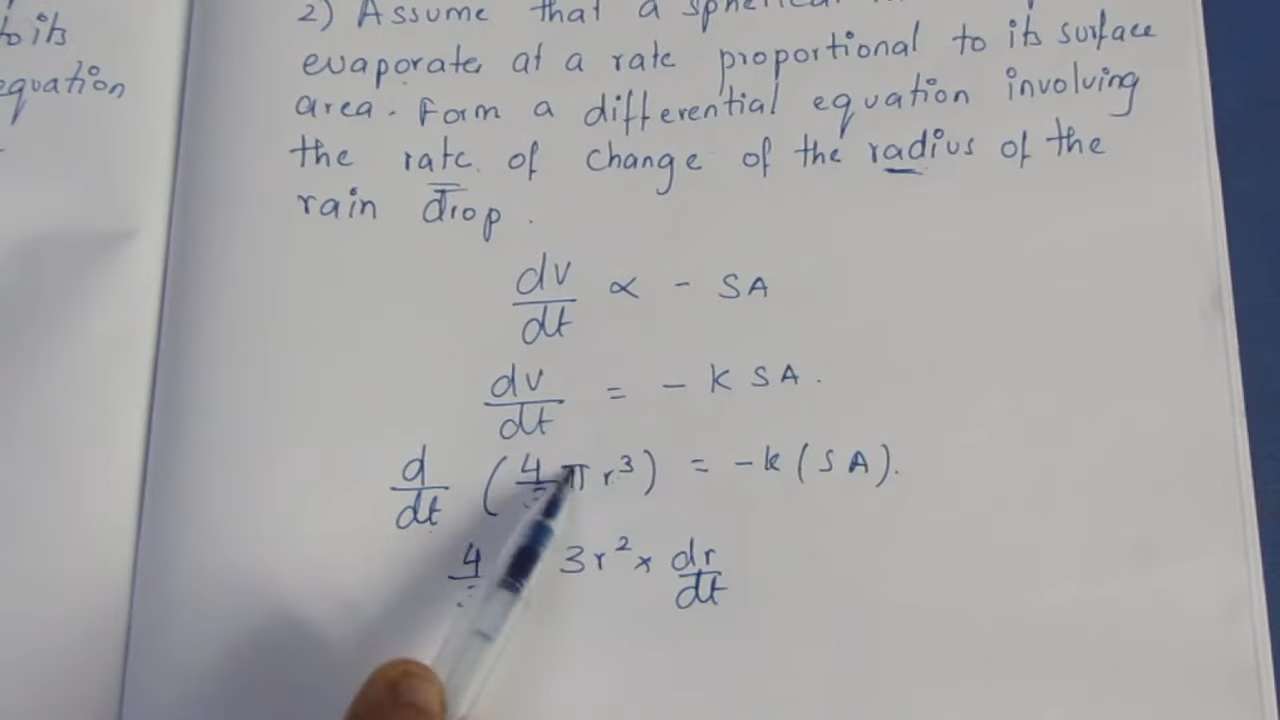 to its
equation
2) Assume that a spherical
evaporates at a rate proportional to its surface
area. Form a differential equation involving
the rate of change of the radius of the
rain drop.
dv/dt ∝ - SA
dv/dt = - K SA.
d/dt (4 π r³) = -k (SA).
4 3r² × dr/dt